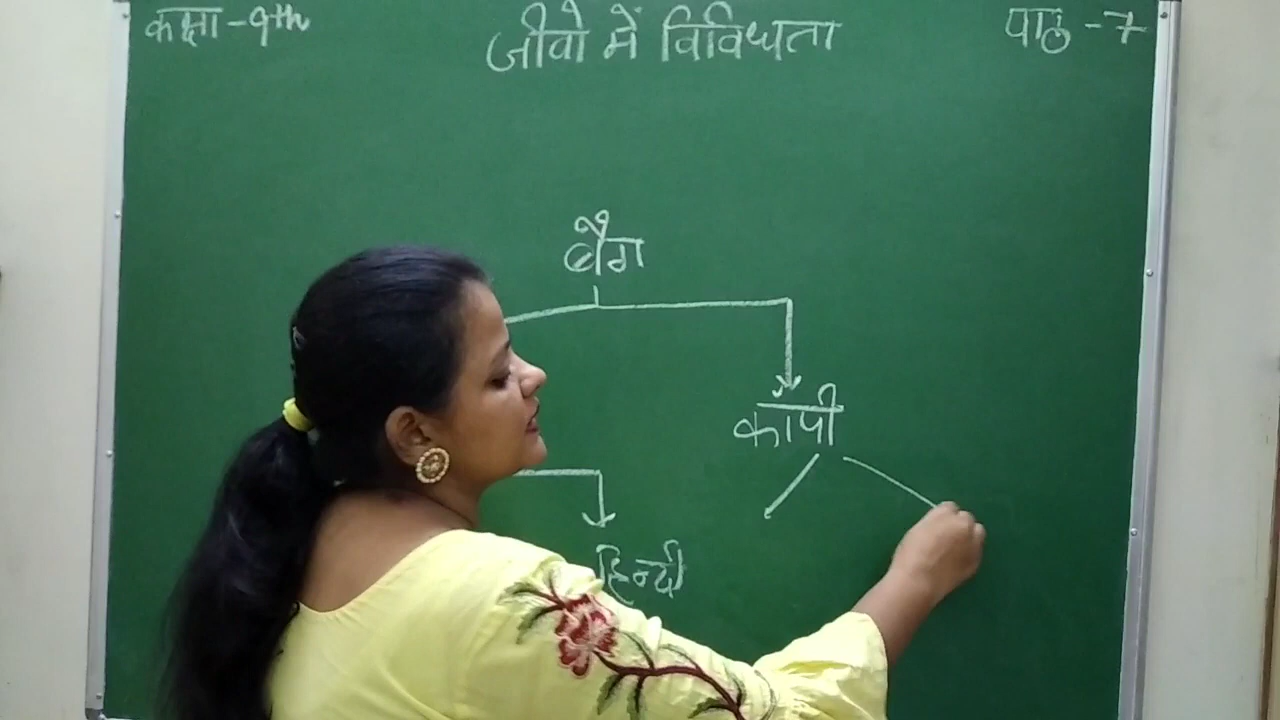 कक्षा-9th
जीवो में विविधता
पाठ-7
बैग
कापी
हिन्दी